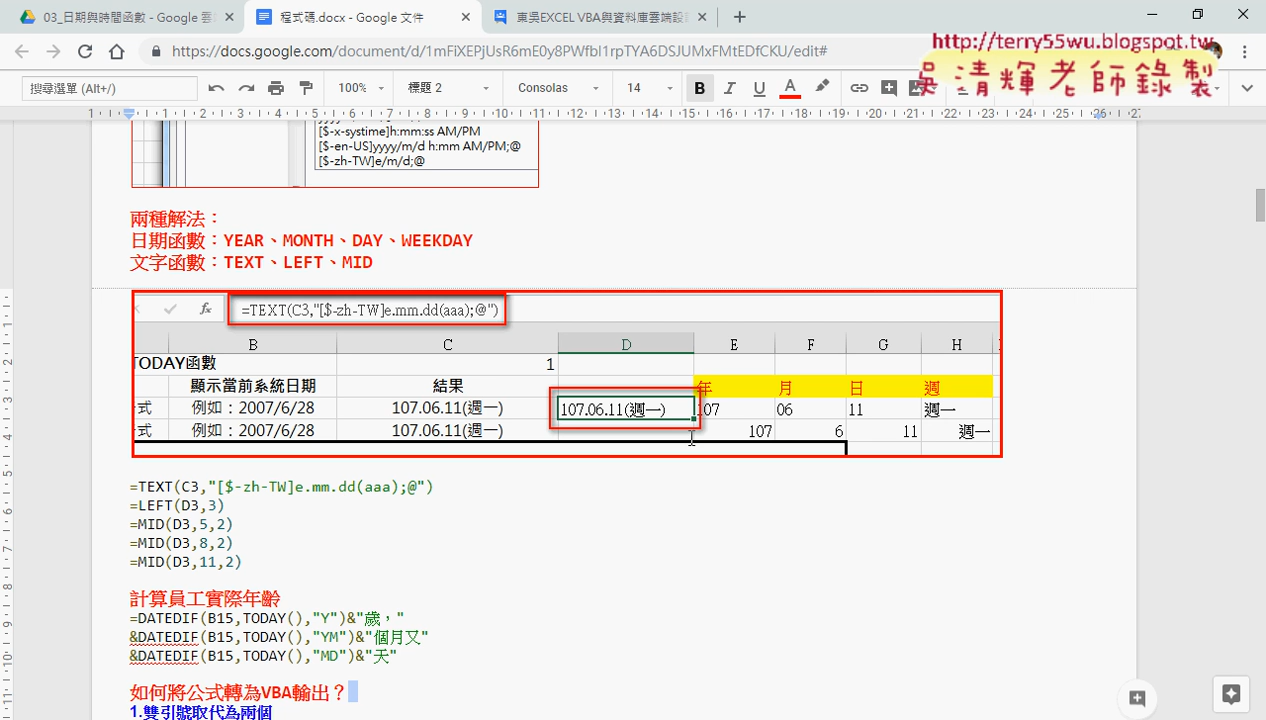 03_日期與時間函數 - Google 雲
程式碼.docx - Google 文件
東吳EXCEL VBA與資料庫雲端設
https://docs.google.com/document/d/1mFiXEPjUsR6mE0y8PWfbl1rpTYA6DSJUMxFMtEDfCKU/edit#
http://terry55wu.blogspot.tw
吳清輝老師錄製
搜尋選單 (Alt+/)
100%
標題 2
Consolas
14
B I U A
[$-x-systime]h:mm:ss AM/PM
[$-en-US]yyyy/m/d h:mm AM/PM;@
[$-zh-TW]e/m/d;@
兩種解法：
日期函數：YEAR、MONTH、DAY、WEEKDAY
文字函數：TEXT、LEFT、MID
fx =TEXT(C3,"[$-zh-TW]e.mm.dd(aaa);@")
B C D E F G H
TODAY函數 1
顯示當前系統日期 結果 年 月 日 週
式 例如：2007/6/28 107.06.11(週一) 107.06.11(週一) 107 06 11 週一
式 例如：2007/6/28 107.06.11(週一) 107 6 11 週一
=TEXT(C3,"[$-zh-TW]e.mm.dd(aaa);@")
=LEFT(D3,3)
=MID(D3,5,2)
=MID(D3,8,2)
=MID(D3,11,2)
計算員工實際年齡
=DATEDIF(B15,TODAY(),"Y")&"歲，"
&DATEDIF(B15,TODAY(),"YM")&"個月又"
&DATEDIF(B15,TODAY(),"MD")&"天"
如何將公式轉為VBA輸出？
1.雙引號取代為兩個